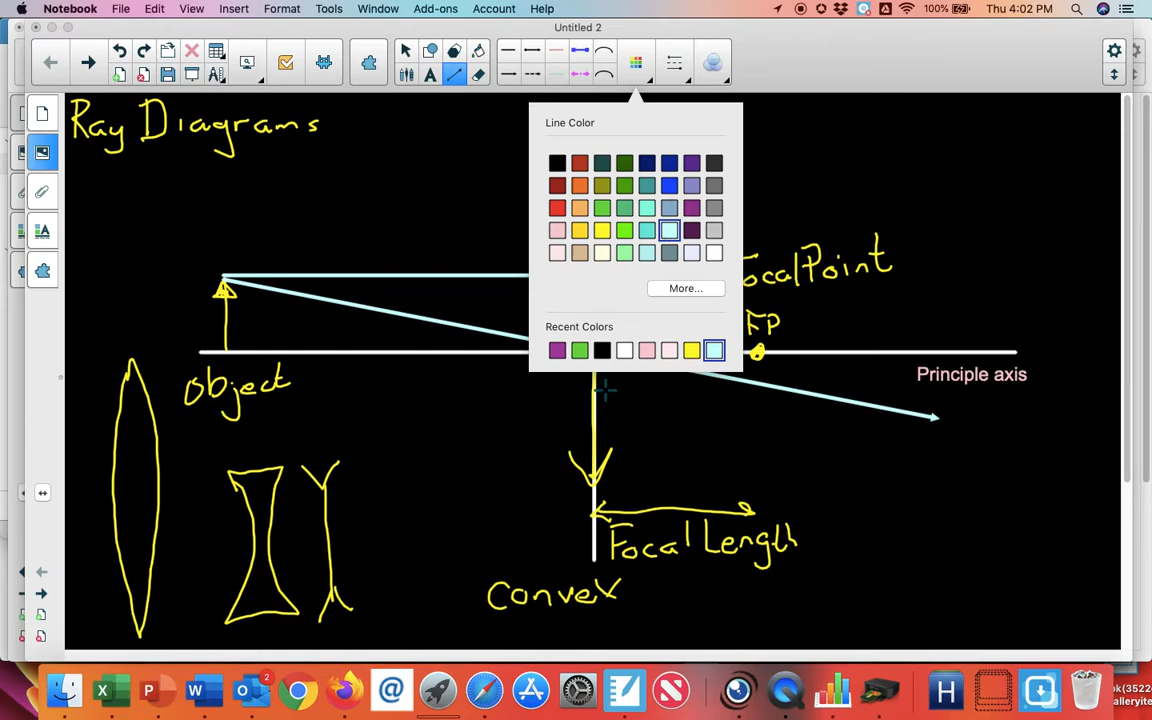 Notebook File Edit View Insert Format Tools Window Add-ons Account Help 100% Thu 4:02 PM
Untitled 2
Ray Diagrams
Line Color
More...
Recent Colors
ocalPoint
FP
Principle axis
Object
Focal Length
Convex
2